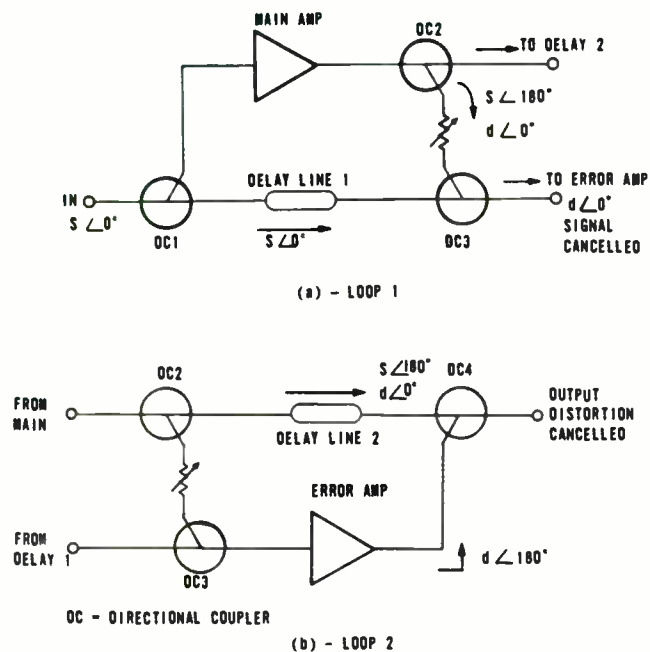 MAIN AMP
DC2
TO DELAY 2
S∠180°
d∠0°
IN
S∠0°
DC1
DELAY LINE 1
S∠0°
DC3
TO ERROR AMP
d∠0°
SIGNAL
CANCELLED
(a) - LOOP 1
DC2
S∠180°
d∠0°
DC4
FROM
MAIN
DELAY LINE 2
OUTPUT
DISTORTION
CANCELLED
ERROR AMP
FROM
DELAY 1
DC3
d∠180°
DC - DIRECTIONAL COUPLER
(b) - LOOP 2